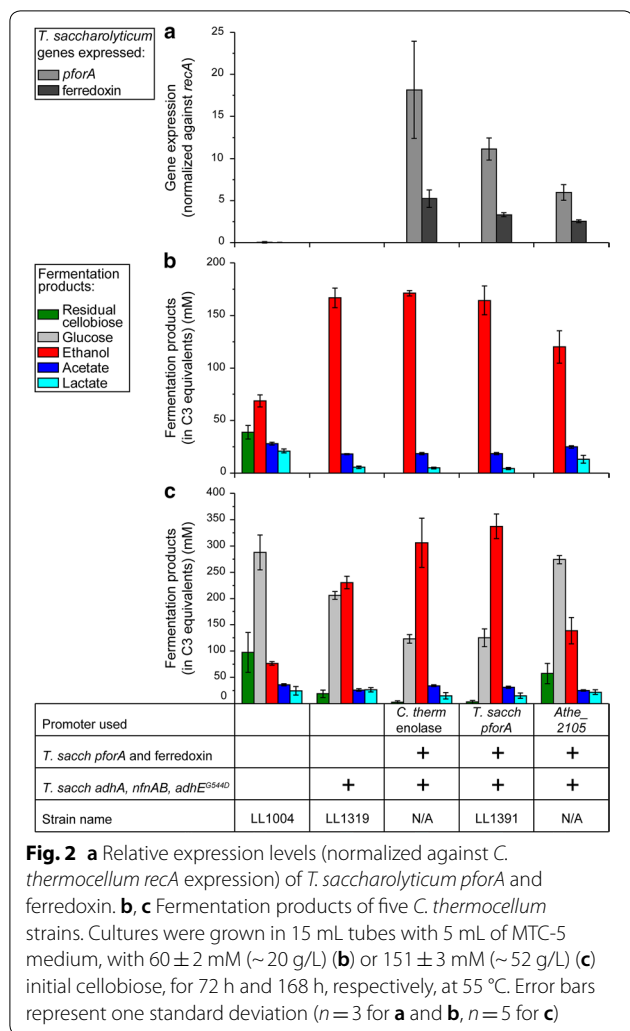 T. saccharolyticum
genes expressed:
pforA
ferredoxin
a
Gene expression
(normalized against recA)
25
20
15
10
5
0
Fermentation
products:
Residual
cellobiose
Glucose
Ethanol
Acetate
Lactate
b
Fermentation products
(in C3 equivalents) (mM)
200
150
100
50
0
c
Fermentation products
(in C3 equivalents) (mM)
400
350
300
250
200
150
100
50
0
Promoter used C. therm enolase T. sacch pforA Athe_2105
T. sacch pforA and ferredoxin + + +
T. sacch adhA, nfnAB, adhE^G544D + + + +
Strain name LL1004 LL1319 N/A LL1391 N/A
Fig. 2 a Relative expression levels (normalized against C.
thermocellum recA expression) of T. saccharolyticum pforA and
ferredoxin. b, c Fermentation products of five C. thermocellum
strains. Cultures were grown in 15 mL tubes with 5 mL of MTC-5
medium, with 60 ± 2 mM (~ 20 g/L) (b) or 151 ± 3 mM (~ 52 g/L) (c)
initial cellobiose, for 72 h and 168 h, respectively, at 55 °C. Error bars
represent one standard deviation (n = 3 for a and b, n = 5 for c)